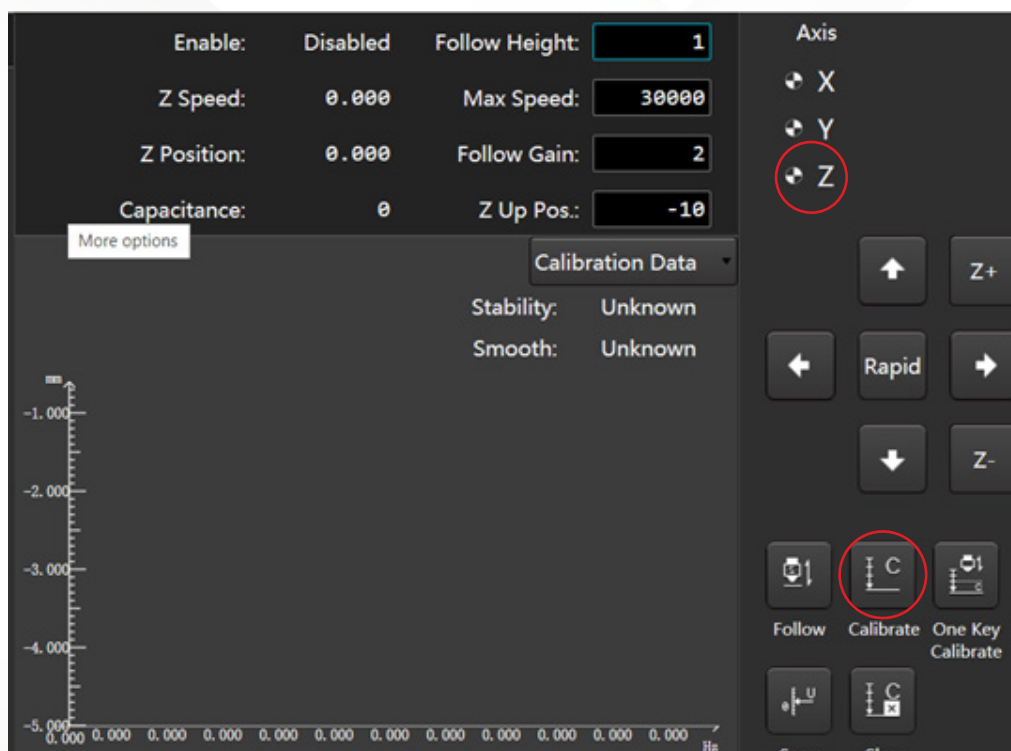 Enable: Disabled Follow Height: 1 Axis
X
Z Speed: 0.000 Max Speed: 30000
Y
Z Position: 0.000 Follow Gain: 2
Z
Capacitance: 0 Z Up Pos.: -10
More options
Calibration Data
Z+
Stability: Unknown
Smooth: Unknown
Rapid
mm
-1.000
Z-
-2.000
-3.000
C
Follow Calibrate One Key
Calibrate
-4.000
U
C
-5.000
0.000 0.000 0.000 0.000 0.000 0.000 0.000 0.000 0.000 0.000 0.000 0.000
Hz